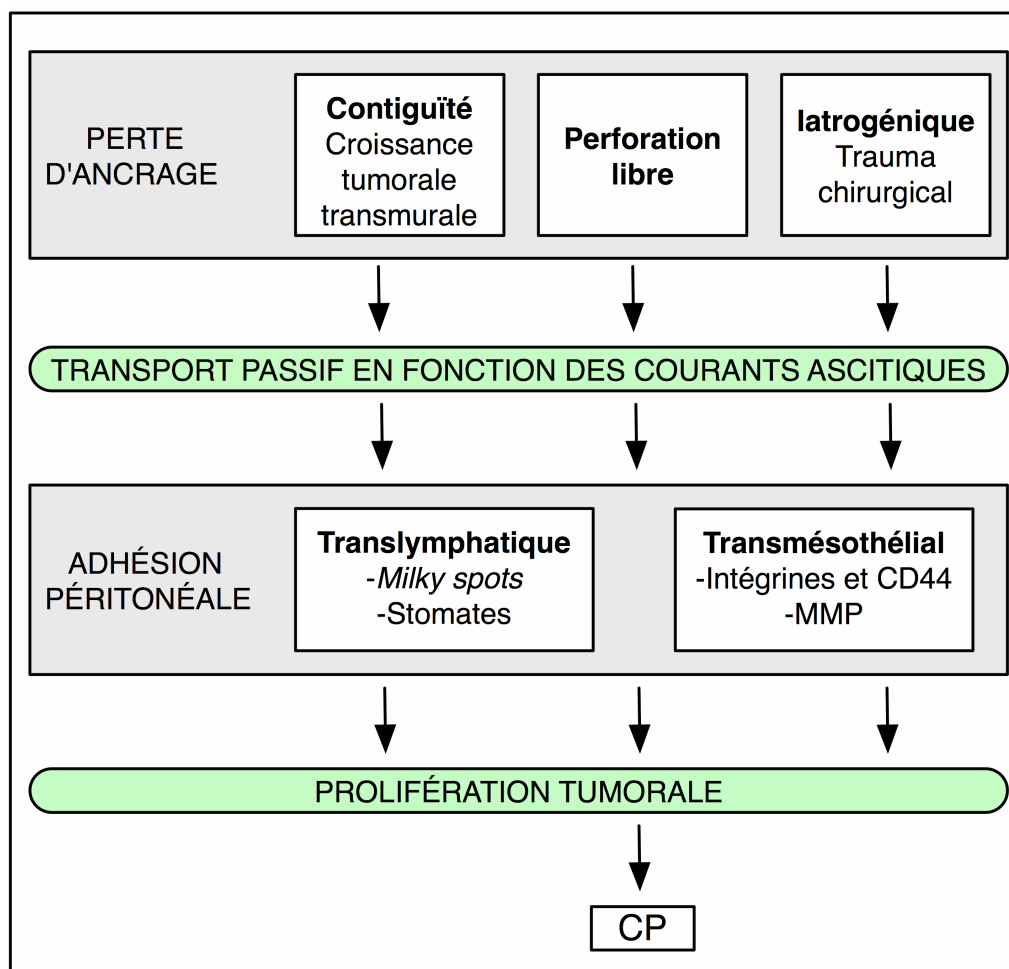 PERTE
D'ANCRAGE
Contiguïté
Croissance
tumorale
transmurale
Perforation
libre
Iatrogénique
Trauma
chirurgical
TRANSPORT PASSIF EN FONCTION DES COURANTS ASCITIQUES
ADHÉSION
PÉRITONÉALE
Translymphatique
-Milky spots
-Stomates
Transmésothélial
-Intégrines et CD44
-MMP
PROLIFÉRATION TUMORALE
CP